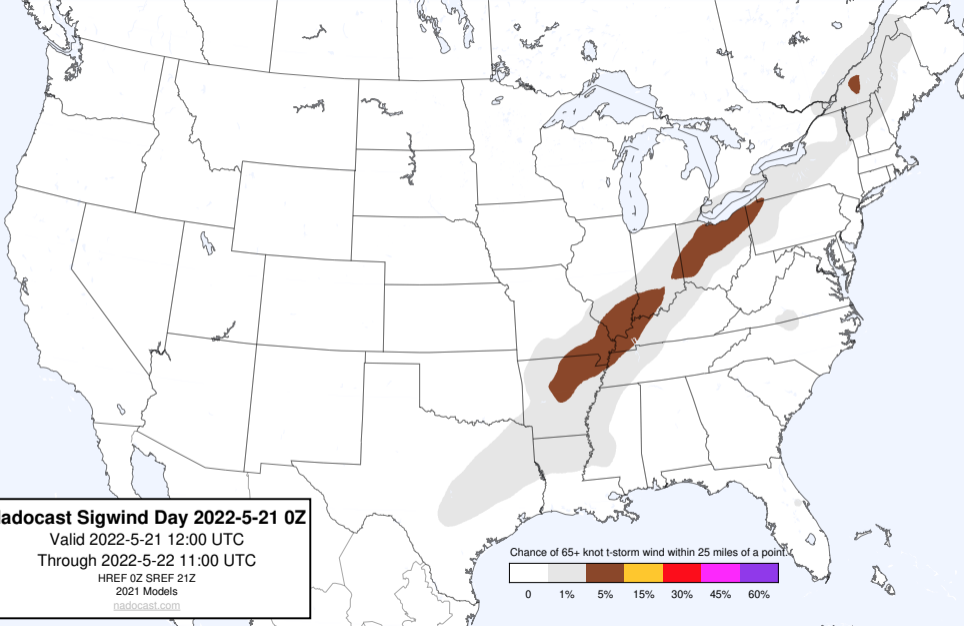 adocast Sigwind Day 2022-5-21 0Z
Valid 2022-5-21 12:00 UTC
Through 2022-5-22 11:00 UTC
HREF 0Z SREF 21Z
2021 Models
nadocast.com
Chance of 65+ knot t-storm wind within 25 miles of a point.
0 1% 5% 15% 30% 45% 60%